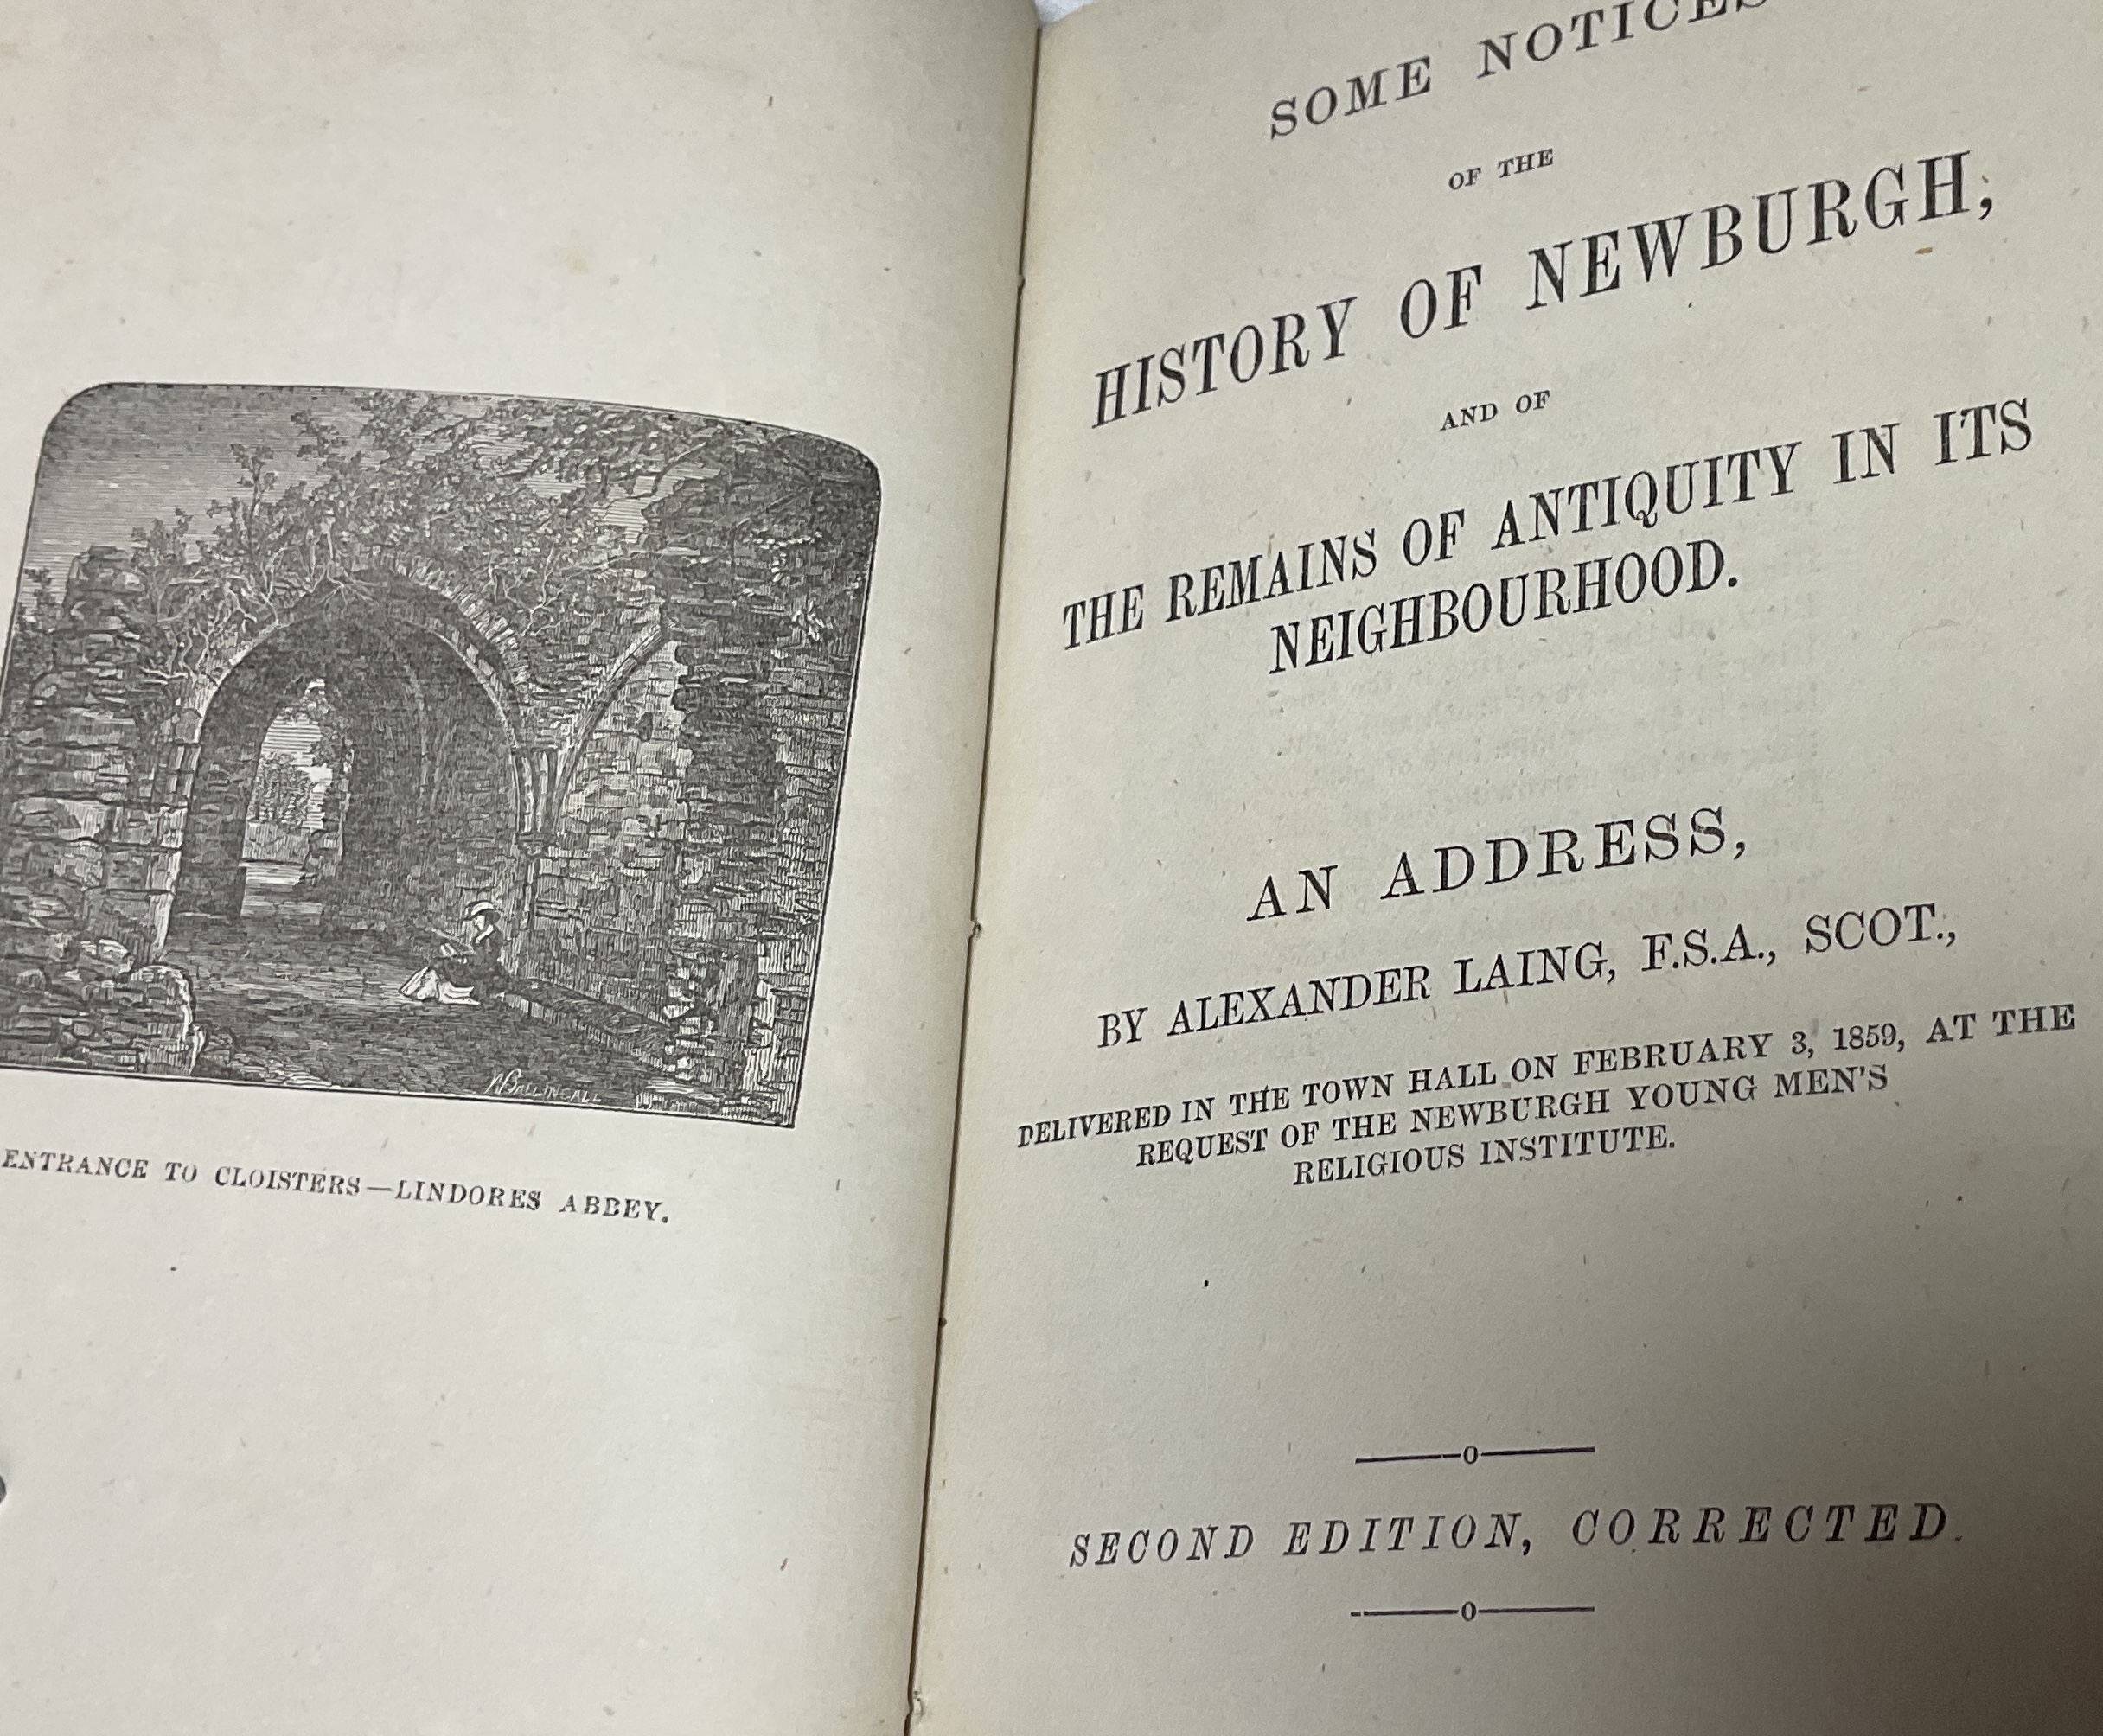 W BALLINGALL
ENTRANCE TO CLOISTERS—LINDORES ABBEY.
SOME NOTICES
OF THE
HISTORY OF NEWBURGH,
AND OF
THE REMAINS OF ANTIQUITY IN ITS
NEIGHBOURHOOD.
AN ADDRESS,
BY ALEXANDER LAING, F.S.A., SCOT.,
DELIVERED IN THE TOWN HALL ON FEBRUARY 3, 1859, AT THE
REQUEST OF THE NEWBURGH YOUNG MEN'S
RELIGIOUS INSTITUTE.
SECOND EDITION, CORRECTED.